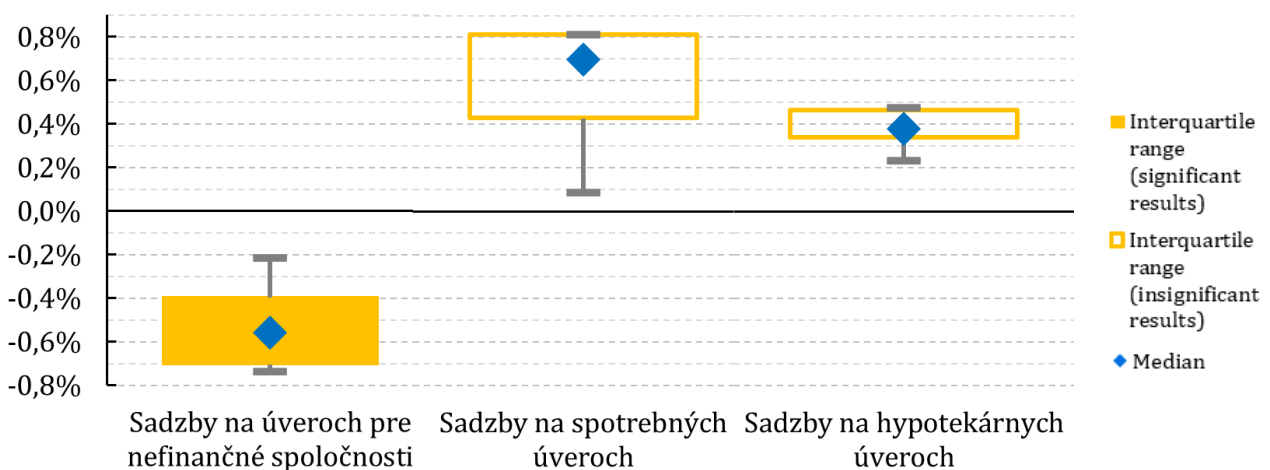 0,8%
0,6%
0,4%
0,2%
0,0%
-0,2%
-0,4%
-0,6%
-0,8%
Sadzby na úveroch pre
nefinančné spoločnosti
Sadzby na spotrebných
úveroch
Sadzby na hypotekárnych
úveroch
Interquartile
range
(significant
results)
Interquartile
range
(insignificant
results)
Median